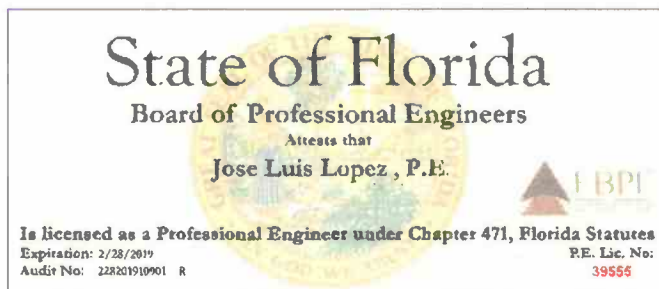 State of Florida
Board of Professional Engineers
Attests that
Jose Luis Lopez, P.E.
FBPE
Is licensed as a Professional Engineer under Chapter 471, Florida Statutes
Expiration: 2/28/2019
P.E. Lic. No:
Audit No: 228201910901 R
39555